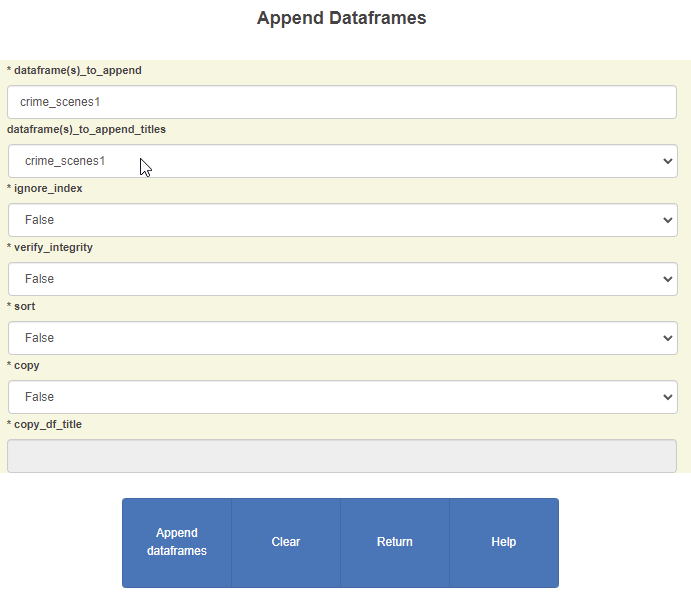 Append Dataframes
* dataframe(s)_to_append
crime_scenes1
dataframe(s)_to_append_titles
crime_scenes1
* ignore_index
False
* verify_integrity
False
* sort
False
* copy
False
* copy_df_title
Append
dataframes
Clear
Return
Help